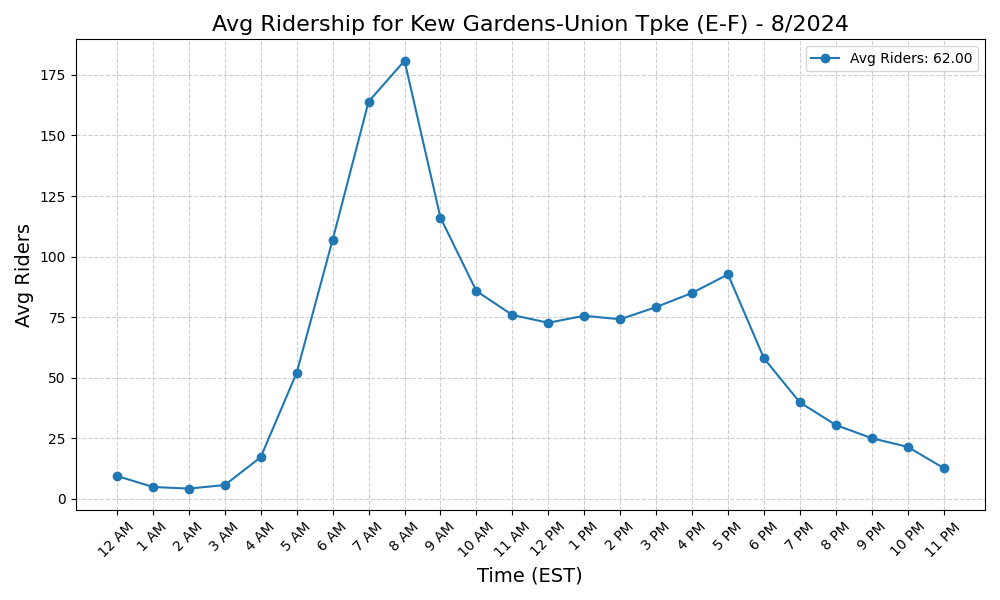 Avg Ridership for Kew Gardens-Union Tpke (E-F) - 8/2024
Avg Riders: 62.00
Avg Riders
175
150
125
100
75
50
25
0
12 AM
1 AM
2 AM
3 AM
4 AM
5 AM
6 AM
7 AM
8 AM
9 AM
10 AM
11 AM
12 PM
1 PM
2 PM
3 PM
4 PM
5 PM
6 PM
7 PM
8 PM
9 PM
10 PM
11 PM
Time (EST)